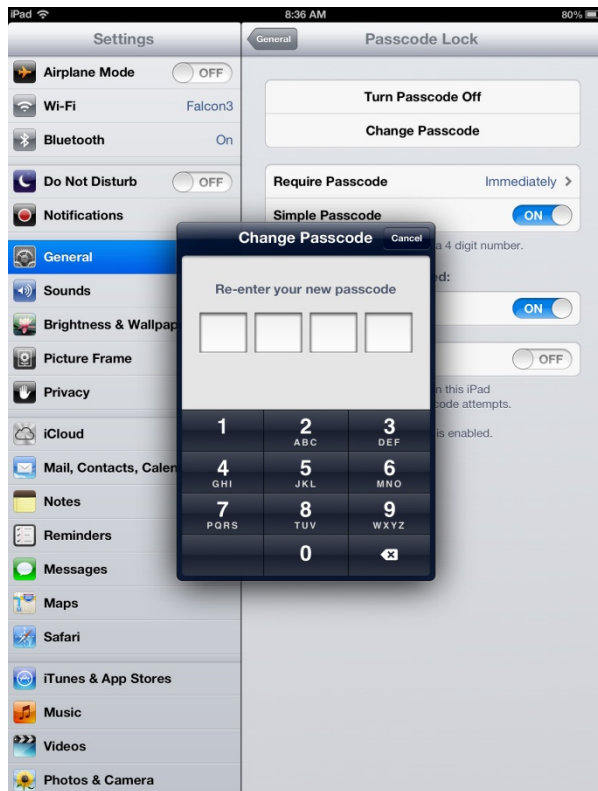 iPad 8:36 AM 80%
Settings
General Passcode Lock
Airplane Mode OFF
Wi-Fi Falcon3
Bluetooth On
Do Not Disturb OFF
Notifications
General
Sounds
Brightness & Wallpap
Picture Frame
Privacy
iCloud
Mail, Contacts, Calen
Notes
Reminders
Messages
Maps
Safari
iTunes & App Stores
Music
Videos
Photos & Camera
Turn Passcode Off
Change Passcode
Require Passcode Immediately
Simple Passcode ON
a 4 digit number.
ed:
ON
OFF
n this iPad
code attempts.
is enabled.
Change Passcode Cancel
Re-enter your new passcode
1 2 3
ABC DEF
4 5 6
GHI JKL MNO
7 8 9
PQRS TUV WXYZ
0